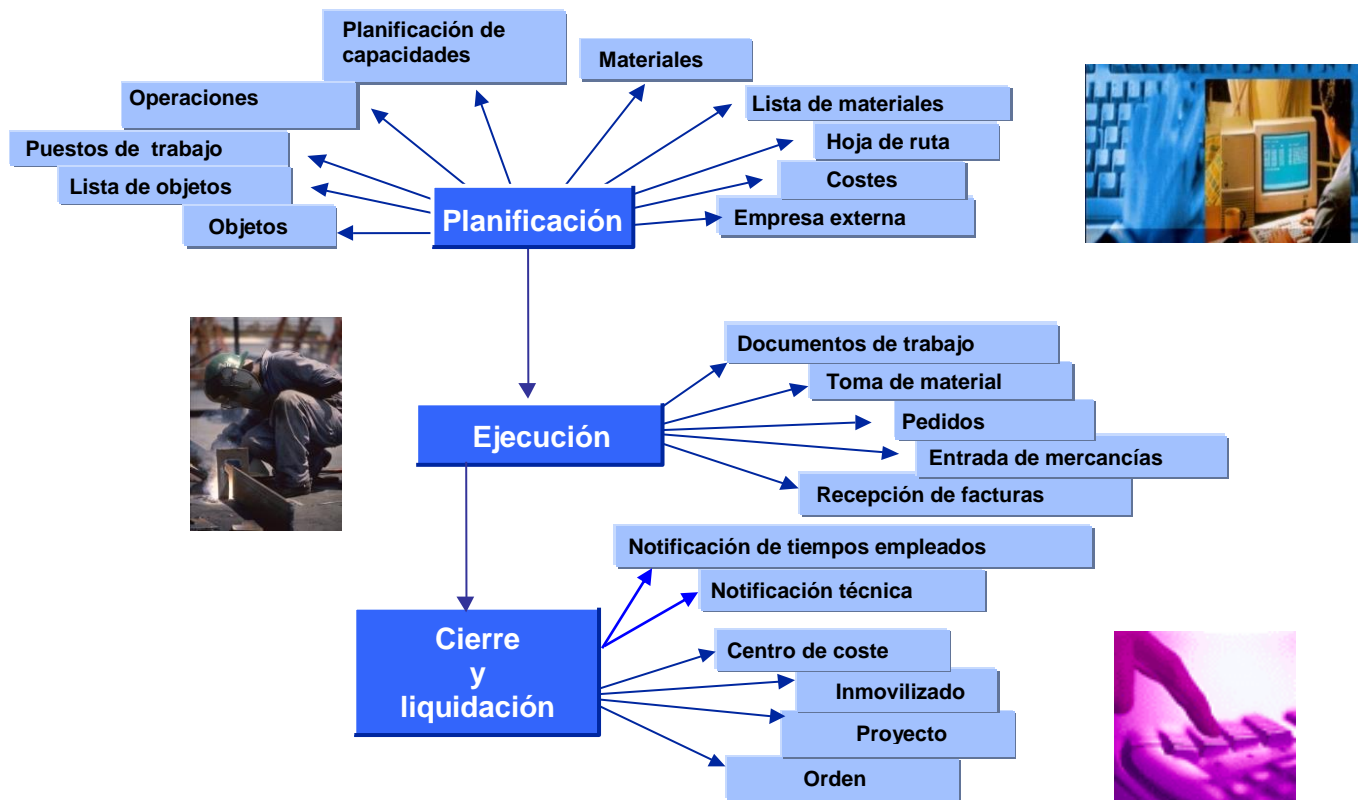 Planificación de
capacidades
Materiales
Operaciones
Lista de materiales
Puestos de trabajo
Hoja de ruta
Lista de objetos
Costes
Objetos
Planificación
Empresa externa
Documentos de trabajo
Toma de material
Ejecución
Pedidos
Entrada de mercancías
Recepción de facturas
Notificación de tiempos empleados
Notificación técnica
Cierre
y
liquidación
Centro de coste
Inmovilizado
Proyecto
Orden